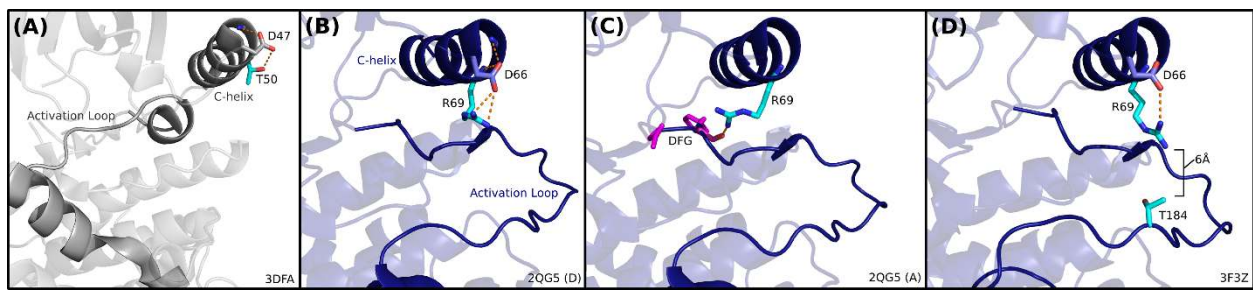 (A)
D47
T50
C-helix
Activation Loop
3DFA
(B)
C-helix
D66
R69
Activation Loop
2QG5 (D)
(C)
R69
DFG
2QG5 (A)
(D)
D66
R69
6Å
T184
3F3Z